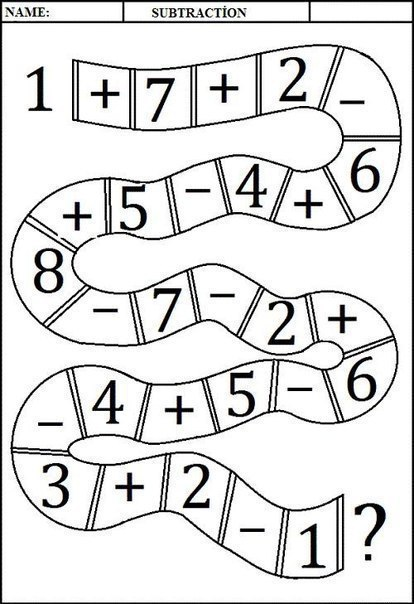 NAME: SUBTRACTİON
1 + 7 + 2 −
+ 5 − 4 + 6
8 − 7 − 2 +
− 4 + 5 − 6
3 + 2 − 1 ?